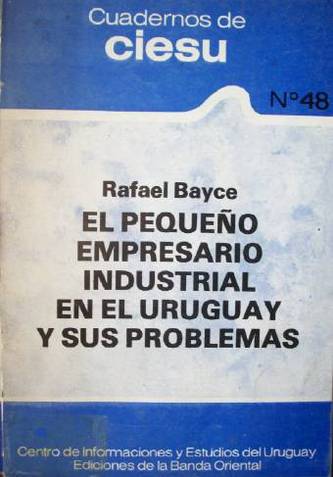 Cuadernos de
ciesu
Nº48
Rafael Bayce
EL PEQUEÑO
EMPRESARIO
INDUSTRIAL
EN EL URUGUAY
Y SUS PROBLEMAS
Centro de Informaciones y Estudios del Uruguay
Ediciones de la Banda Oriental